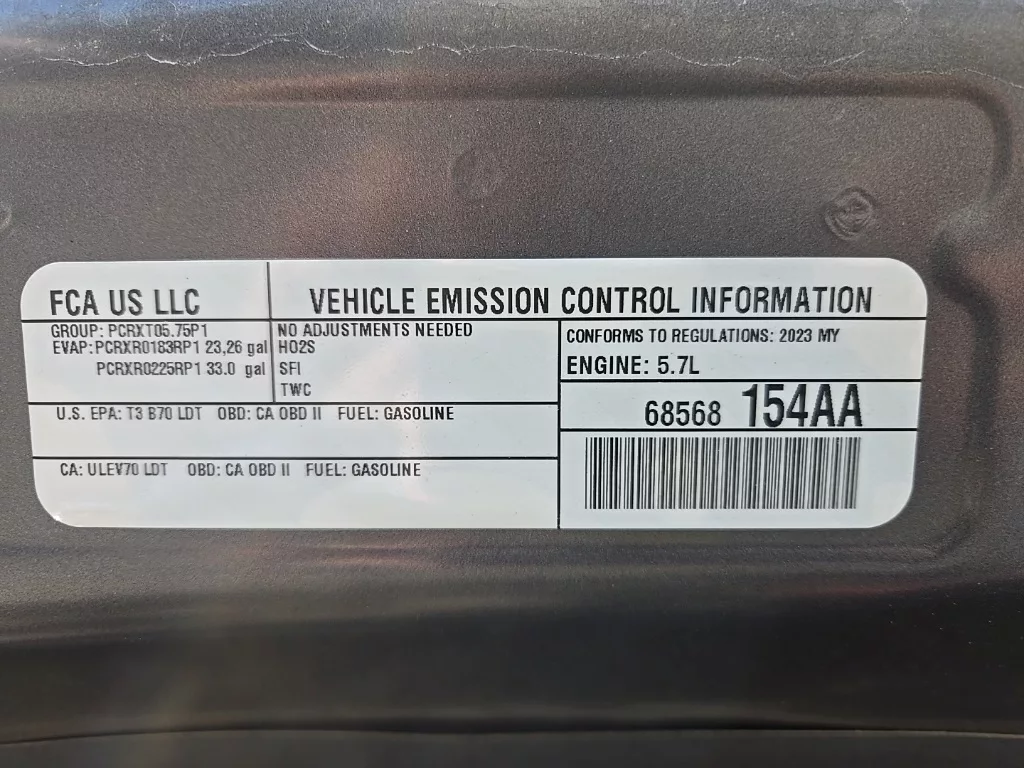 FCA US LLC
VEHICLE EMISSION CONTROL INFORMATION
GROUP: PCRXT05.75P1
EVAP: PCRXR0183RP1 23,26 gal
PCRXR0225RP1 33.0 gal
NO ADJUSTMENTS NEEDED
HO2S
SFI
TWC
CONFORMS TO REGULATIONS: 2023 MY
ENGINE: 5.7L
68568 154AA
U.S. EPA: T3 B70 LDT OBD: CA OBD II FUEL: GASOLINE
CA: ULEV70 LDT OBD: CA OBD II FUEL: GASOLINE